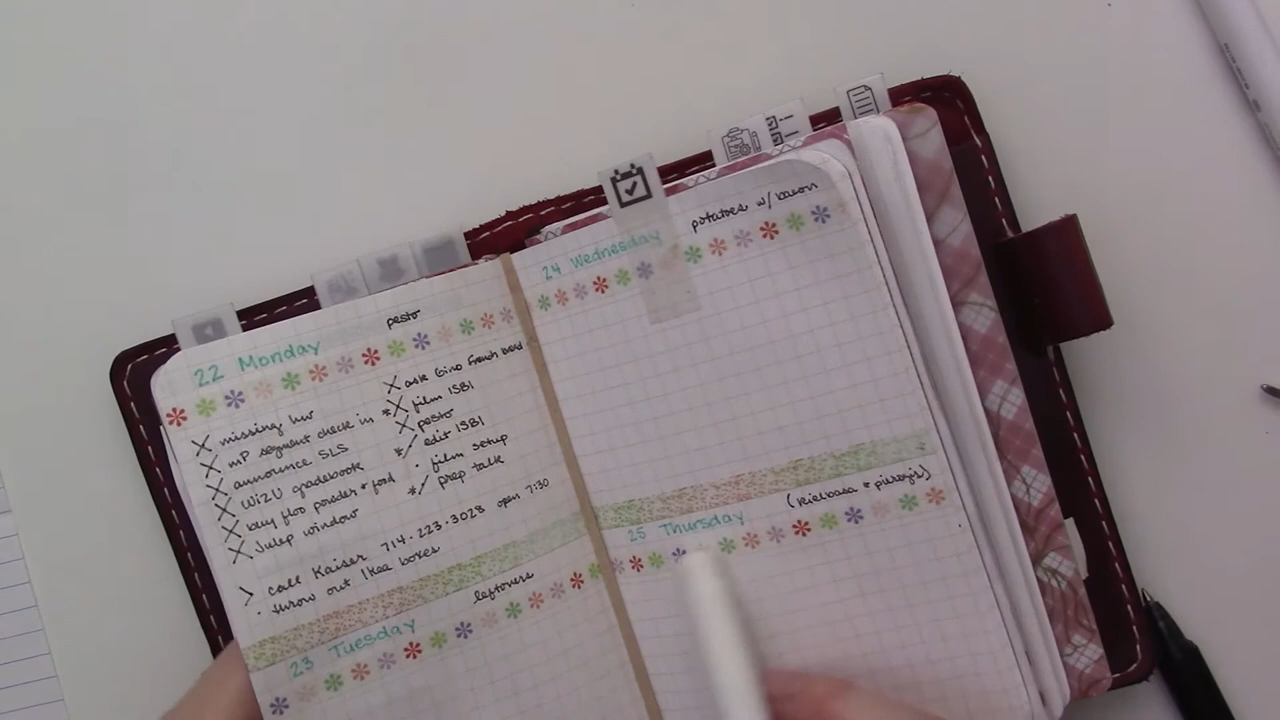 pesto
22 Monday
missing hw
mp segment check in
announce SLS
WizU gradebook
buy floo powder + food
Julep window
ask Gino French bread
film ISBI
pesto
edit ISBI
film setup
prep talk
call Kaiser 714.223.3028 open 7:30
throw out Ikea boxes
leftovers
23 Tuesday
potatoes w/ bacon
24 Wednesday
(kielbasa + pierogis)
25 Thursday